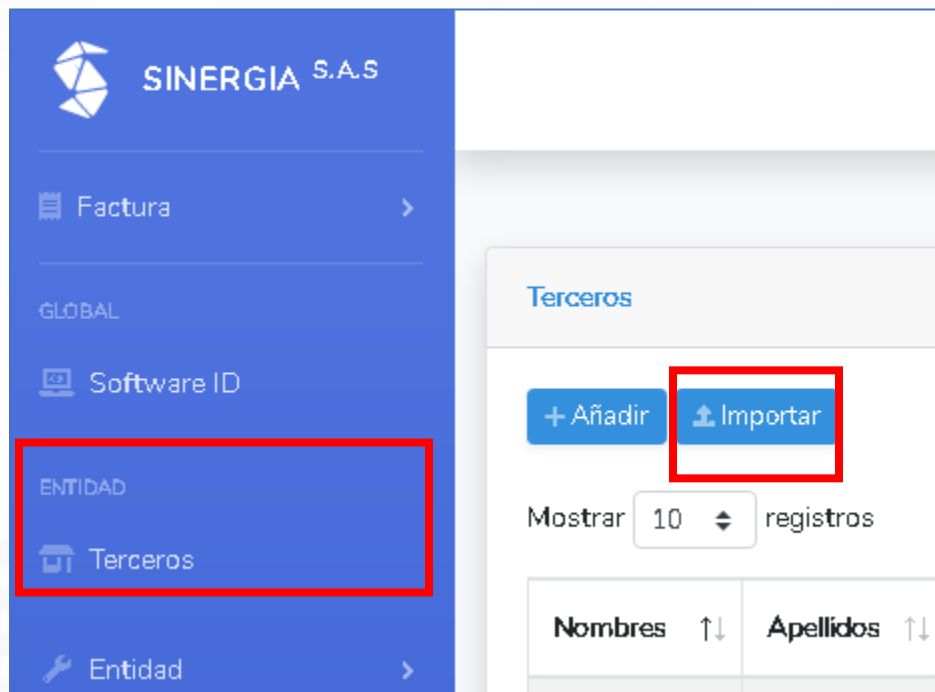 SINERGIA S.A.S
Factura
GLOBAL
Software ID
ENTIDAD
Terceros
Entidad
Terceros
+ Añadir
Importar
Mostrar 10 registros
Nombres ↑↓ Apellidos ↑↓